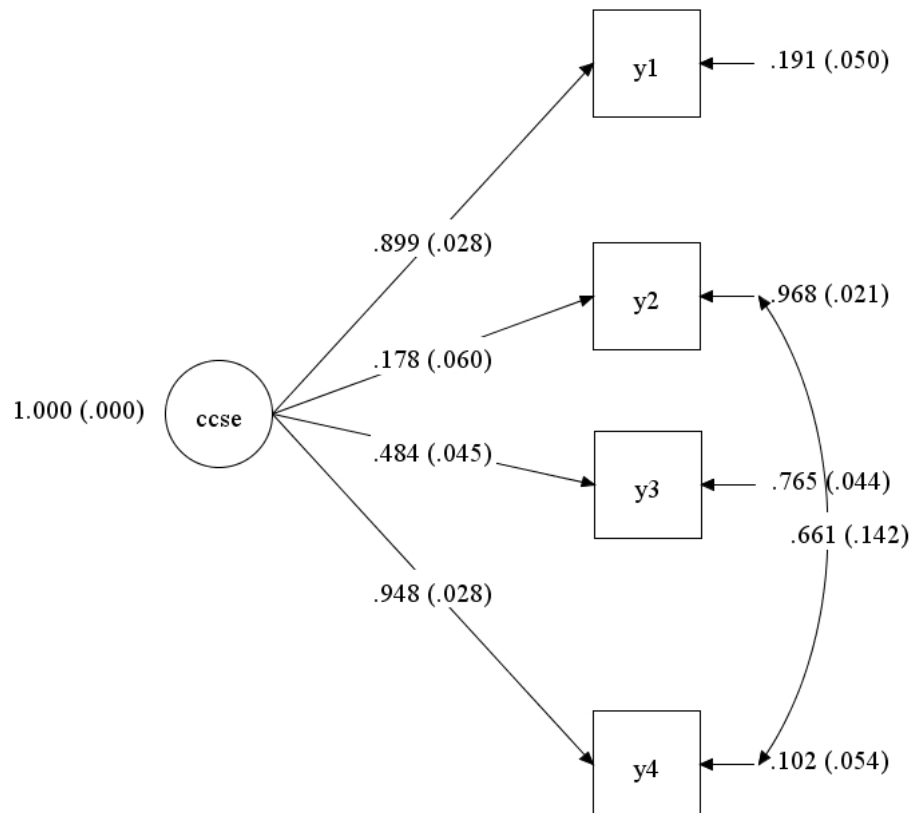 y1
.191 (.050)
.899 (.028)
y2
.968 (.021)
.178 (.060)
1.000 (.000)
ccse
.484 (.045)
y3
.765 (.044)
.661 (.142)
.948 (.028)
y4
.102 (.054)